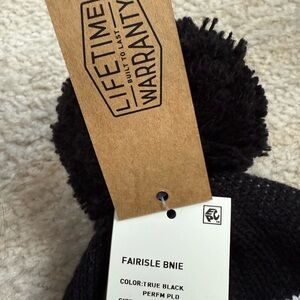 LIFETIME
BUILT TO LAST
WARRANTY
FAIRISLE BNIE
COLOR:TRUE BLACK
PERFM PLD